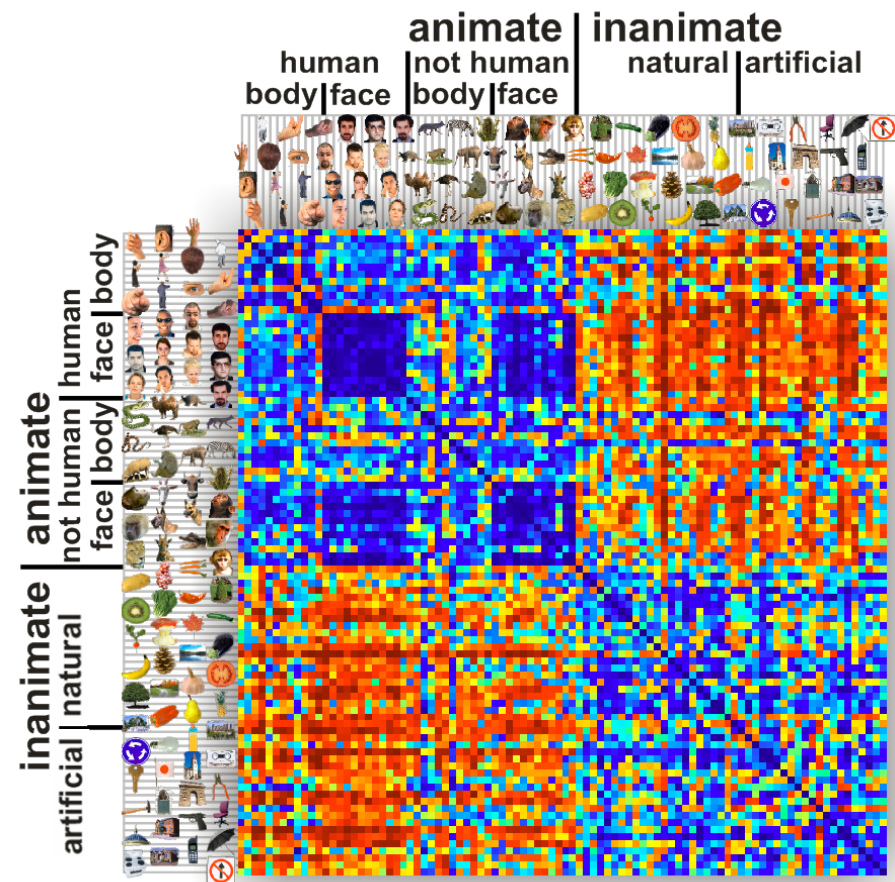 animate inanimate
human not human natural artificial
body face body face
animate
human
body
face
not human
body
face
inanimate
natural
artificial